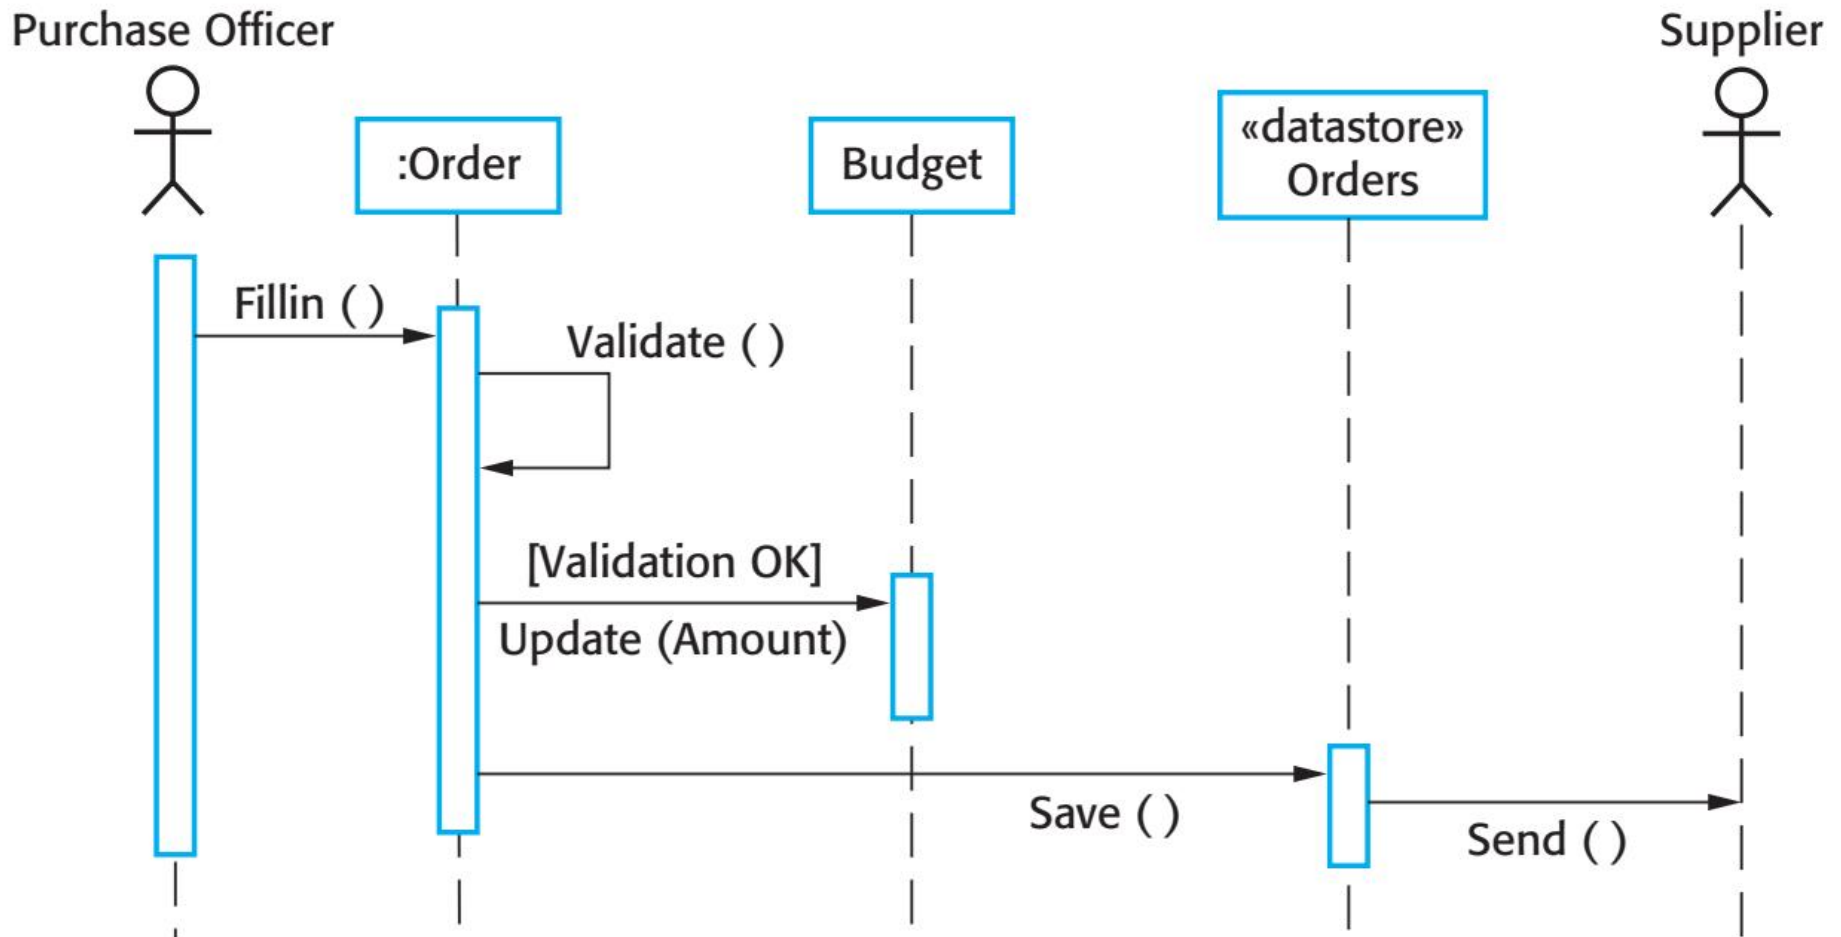 Purchase Officer
Supplier
:Order
Budget
«datastore»
Orders
Fillin ( )
Validate ( )
[Validation OK]
Update (Amount)
Save ( )
Send ( )